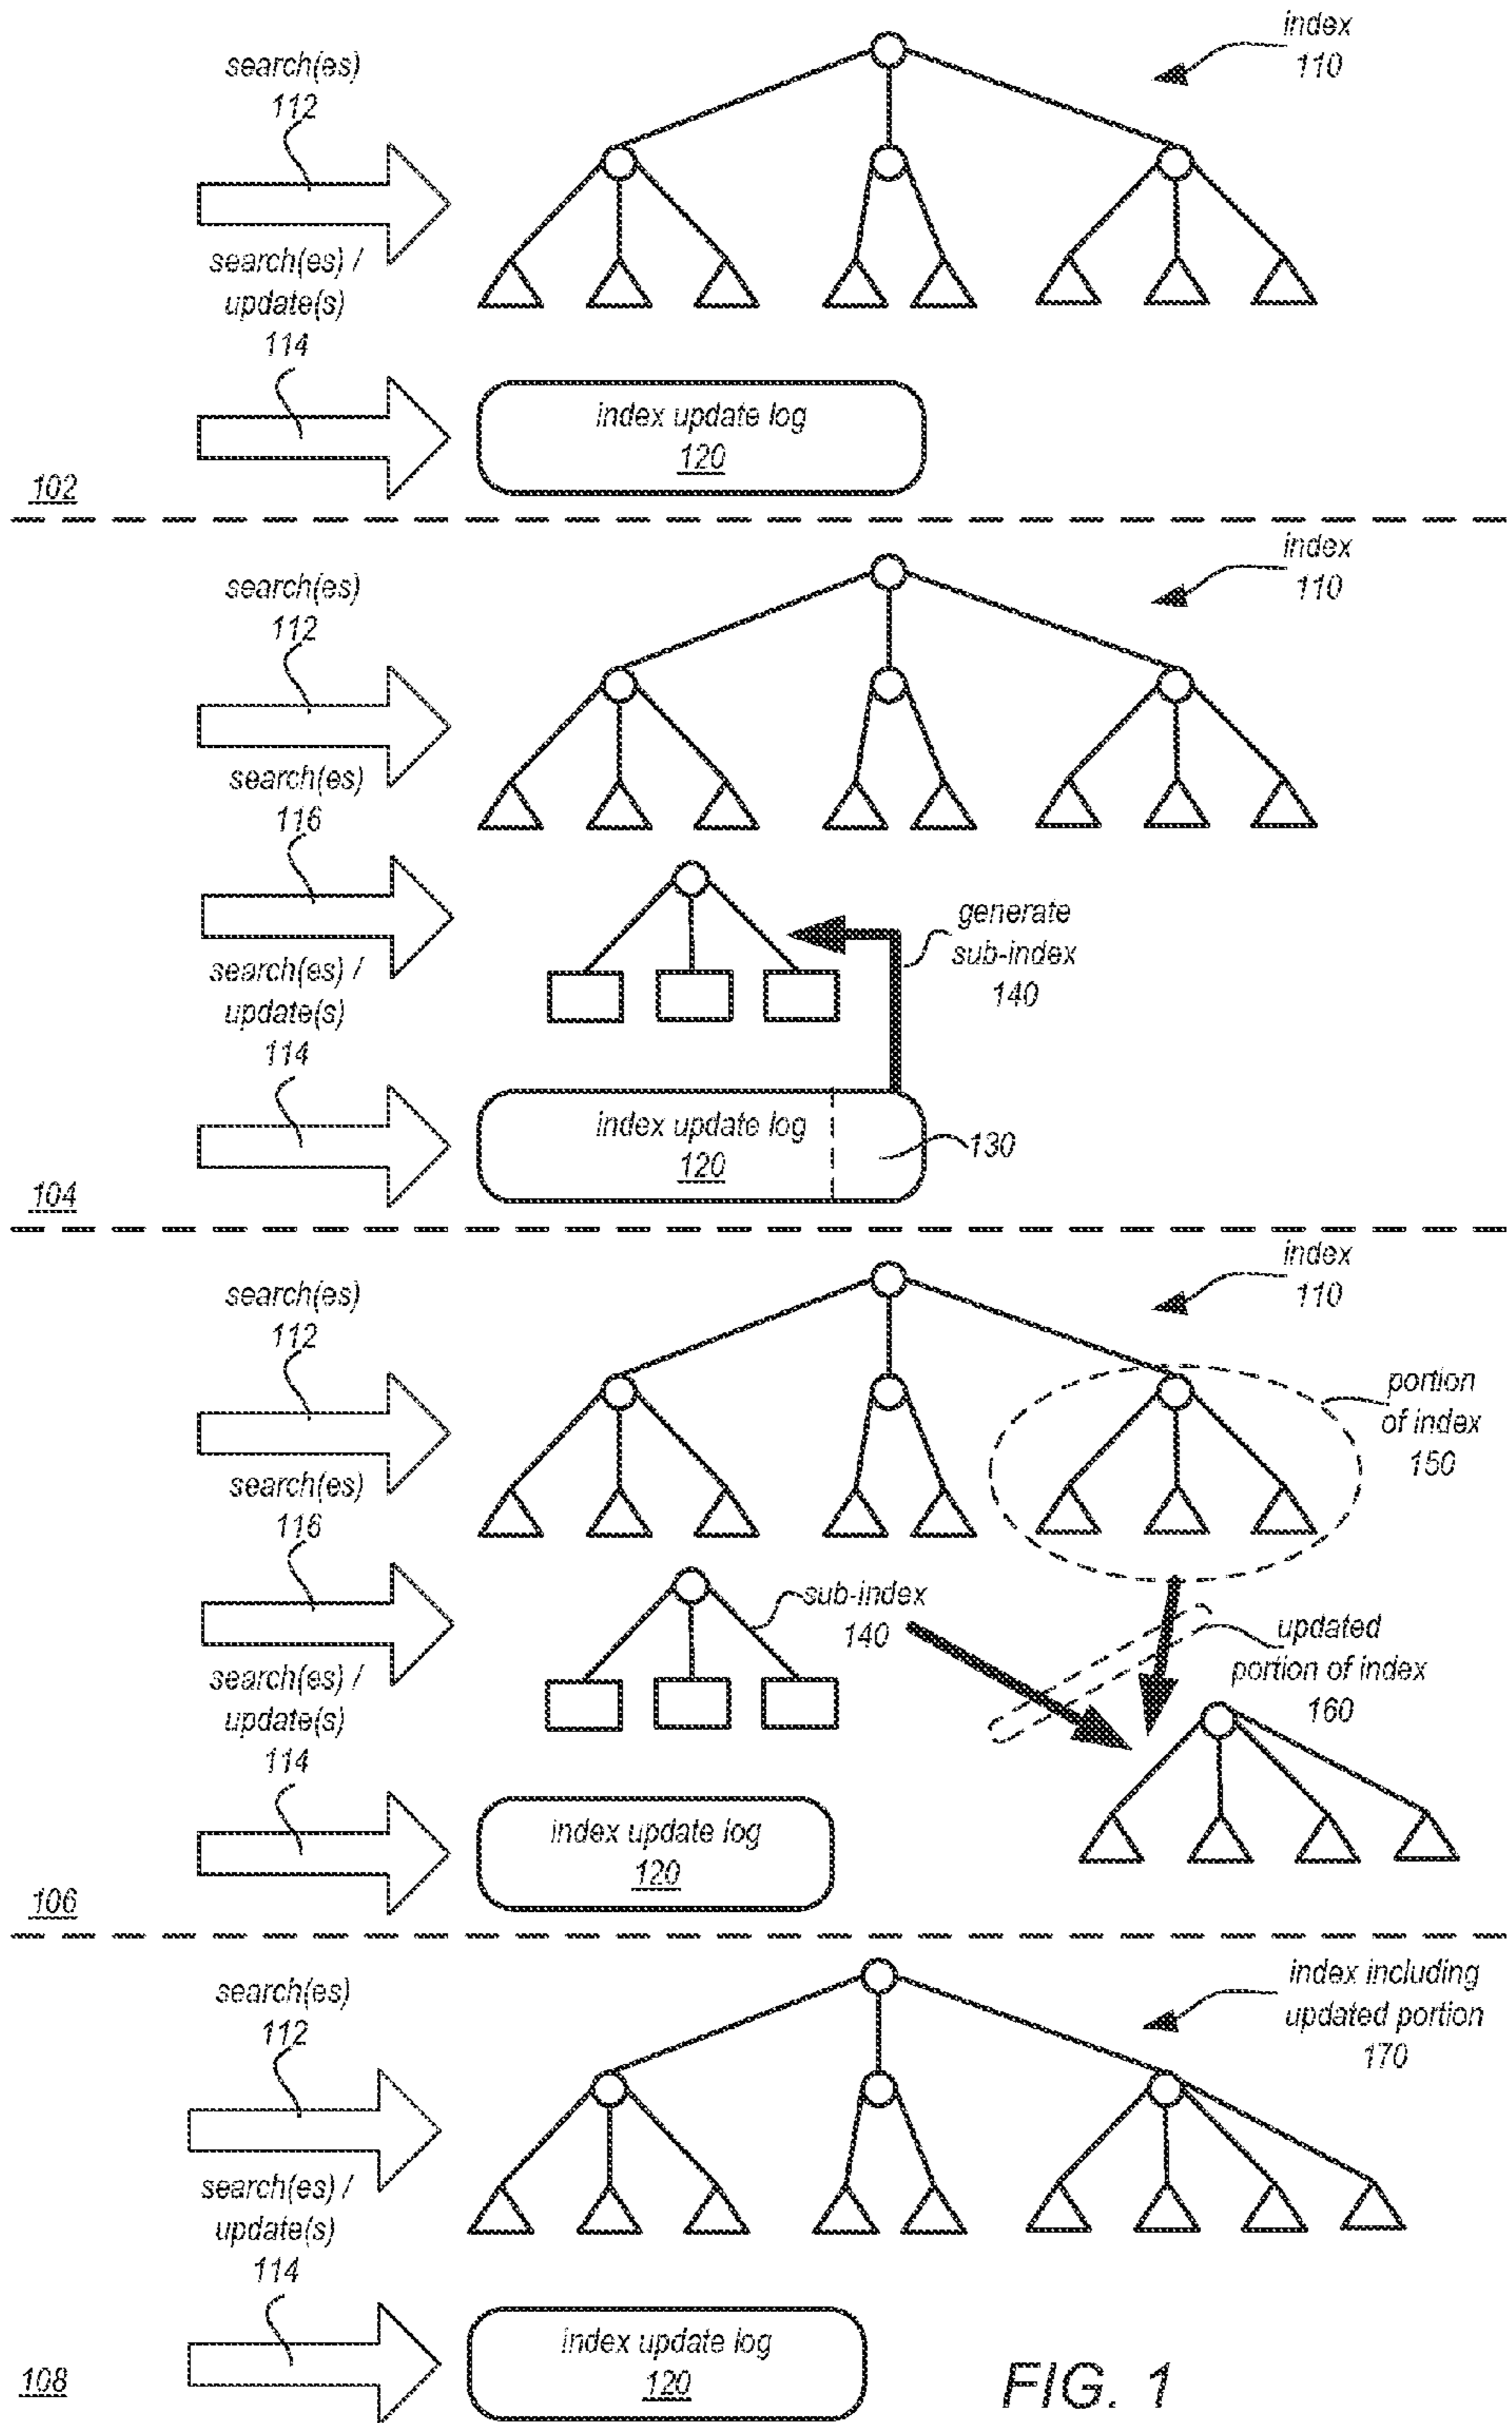 search(es)
112
index
110
search(es) /
update(s)
114
index update log
120
102
search(es)
112
index
110
search(es)
116
generate
sub-index
140
search(es) /
update(s)
114
index update log
120
130
104
search(es)
112
index
110
portion
of index
150
search(es)
116
sub-index
140
updated
portion of index
160
search(es) /
update(s)
114
index update log
120
106
search(es)
112
index including
updated portion
170
search(es) /
update(s)
114
index update log
120
108
FIG. 1